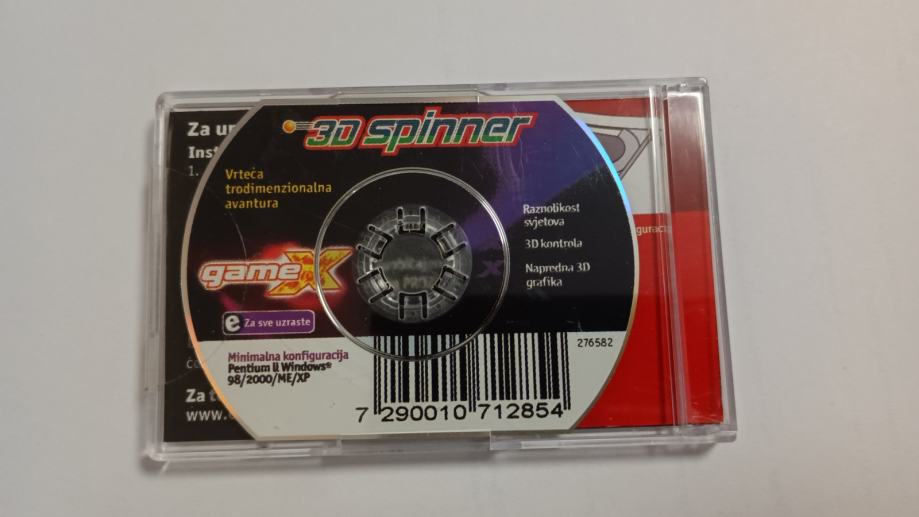 Za
Inst
1.
3D spinner
Vrteća
trodimenzionalna
avantura
Raznolikost
svjetova
3D kontrola
Napredna 3D
grafika
gameX
e Za sve uzraste
Minimalna konfiguracija
Pentium II Windows®
98/2000/ME/XP
276582
7 290010 712854
Za
www.